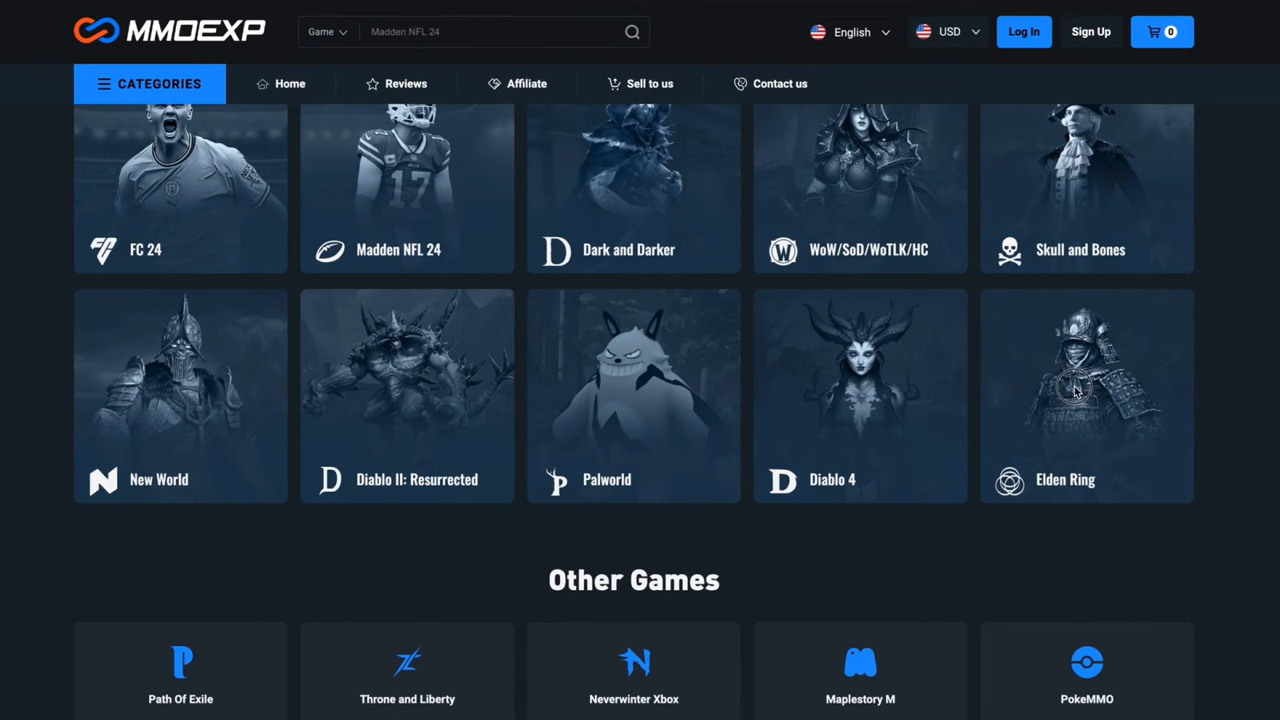 MMOEXP
Game
Madden NFL 24
English
USD
Log In
Sign Up
0
CATEGORIES
Home
Reviews
Affiliate
Sell to us
Contact us
17
FC 24
Madden NFL 24
D
Dark and Darker
W
WoW/SoD/WoTLK/HC
Skull and Bones
N
New World
D
Diablo II: Resurrected
P
Palworld
D
Diablo 4
Elden Ring
Other Games
P
Path Of Exile
Throne and Liberty
N
Neverwinter Xbox
Maplestory M
PokeMMO